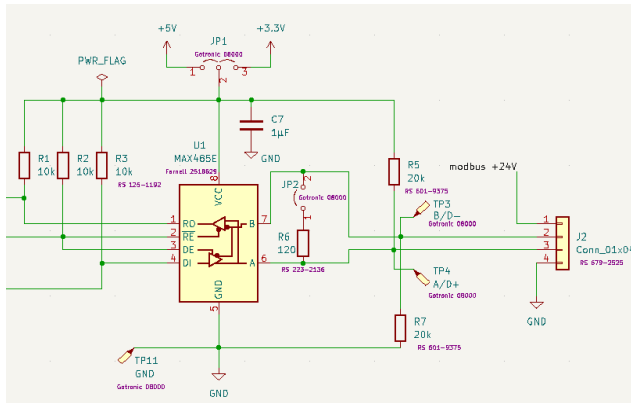 +5V
+3.3V
JP1
Gotronic 08000
1
2
3
PWR_FLAG
C7
1µF
GND
U1
MAX485E
Farnell 2518629
R1
10k
R2
10k
R3
10k
RS 125-1192
R5
20k
RS 601-9375
modbus +24V
8
VCC
JP2
2
1
Gotronic 08000
TP3
B/D-
Gotronic 08000
1
RO
2
RE
3
DE
4
DI
7
B
6
A
R6
120
RS 223-2136
1
2
3
4
J2
Conn_01x04
RS 679-2525
TP4
A/D+
Gotronic 08000
GND
GND
5
R7
20k
RS 601-9375
TP11
GND
Gotronic 08000
GND